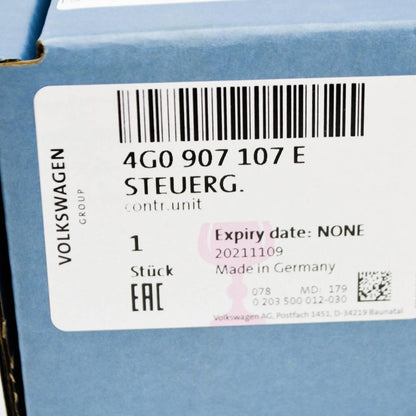 VOLKSWAGEN
GROUP
4G0 907 107 E
STEUERG.
contr.unit
1
Stück
EAC
Expiry date: NONE
20211109
Made in Germany
078 MD: 179
0 203 500 012-030
Volkswagen AG, Postfach 1451, D-34219 Baunatal